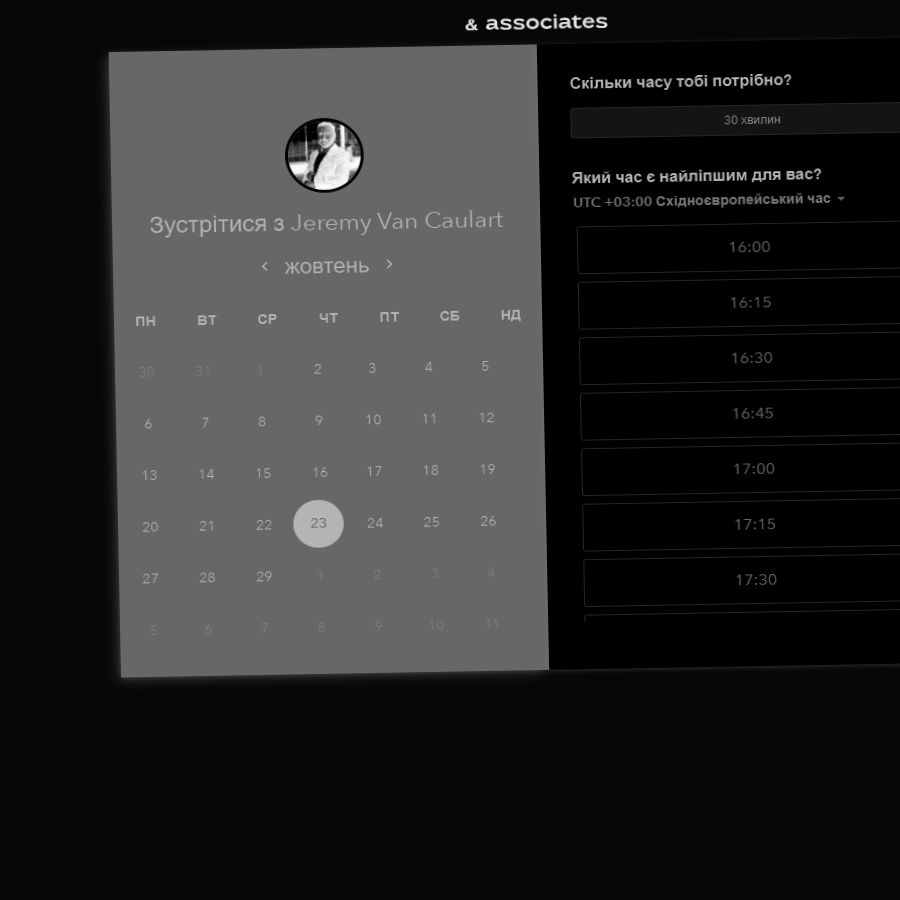 & associates
Зустрітися з Jeremy Van Caulart
жовтень
ПН ВТ СР ЧТ ПТ СБ НД
30 31 1 2 3 4 5
6 7 8 9 10 11 12
13 14 15 16 17 18 19
20 21 22 23 24 25 26
27 28 29 1 2 3 4
5 6 7 8 9 10 11
Скільки часу тобі потрібно?
30 хвилин
Який час є найліпшим для вас?
UTC +03:00 Східноєвропейський час
16:00
16:15
16:30
16:45
17:00
17:15
17:30